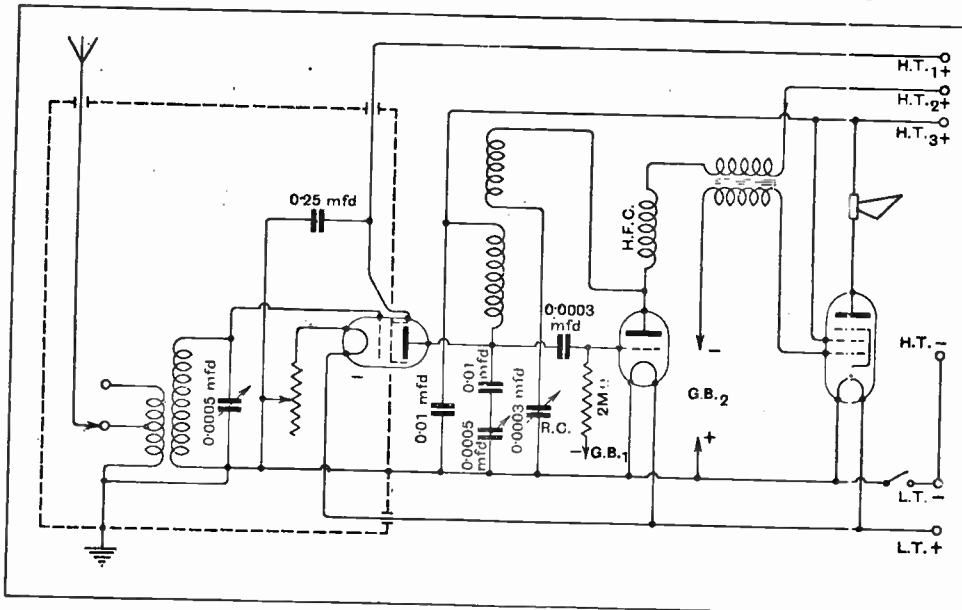 H.T.1+
H.T.2+
H.T.3+
0·25 mfd
H.F.C.
0·0003
mfd
0·0005 mfd
–
0·01 mfd
0·01
mfd
0·0005
mfd
0·0003 mfd
R.C.
2MΩ
– G.B.1
–
G.B.2
+
H.T.–
L.T.–
L.T.+